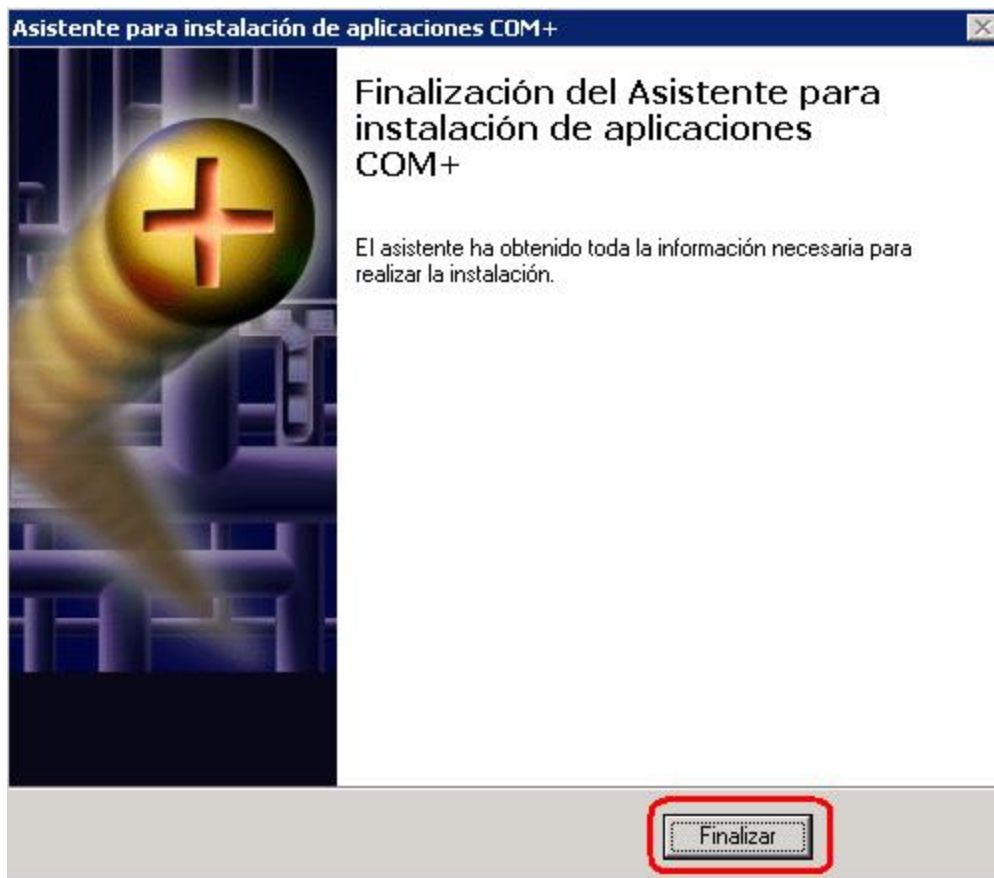 Asistente para instalación de aplicaciones COM+
Finalización del Asistente para
instalación de aplicaciones
COM+
El asistente ha obtenido toda la información necesaria para
realizar la instalación.
Finalizar